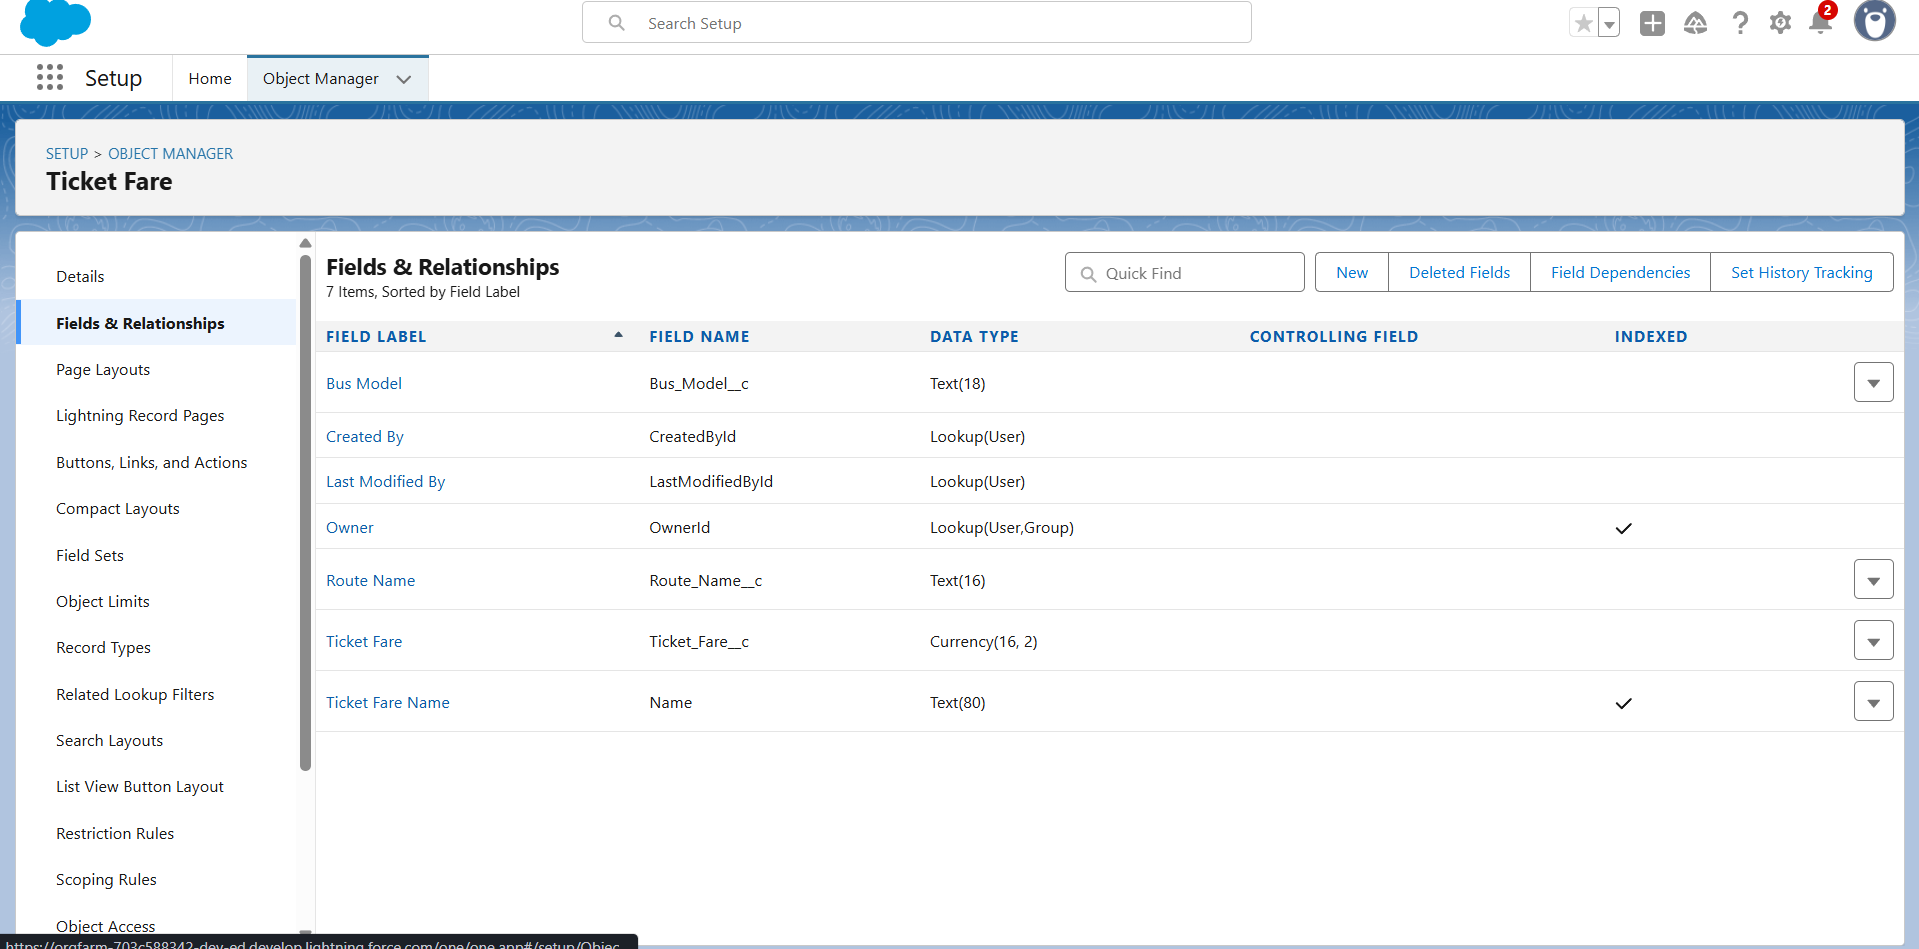 Search Setup
2
Setup
Home
Object Manager
SETUP > OBJECT MANAGER
Ticket Fare
Details
Fields & Relationships
Page Layouts
Lightning Record Pages
Buttons, Links, and Actions
Compact Layouts
Field Sets
Object Limits
Record Types
Related Lookup Filters
Search Layouts
List View Button Layout
Restriction Rules
Scoping Rules
Object Access
Fields & Relationships
7 Items, Sorted by Field Label
Quick Find
New
Deleted Fields
Field Dependencies
Set History Tracking
FIELD LABEL FIELD NAME DATA TYPE CONTROLLING FIELD INDEXED
Bus Model Bus_Model__c Text(18)
Created By CreatedById Lookup(User)
Last Modified By LastModifiedById Lookup(User)
Owner OwnerId Lookup(User,Group)
Route Name Route_Name__c Text(16)
Ticket Fare Ticket_Fare__c Currency(16, 2)
Ticket Fare Name Name Text(80)
https://orgfarm-703c588342-dev-ed.develop.lightning.force.com/one/one.app#/setup/Objec...